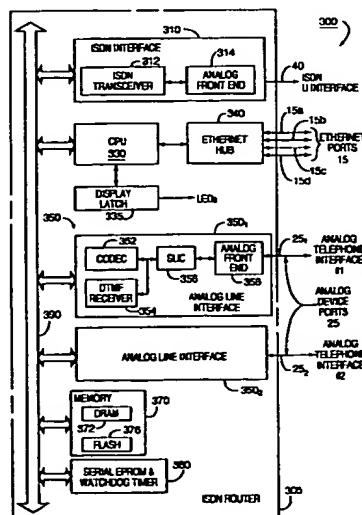 300
310
ISDN INTERFACE
312
314
ISDN TRANSCEIVER
ANALOG FRONT END
40
ISDN U INTERFACE
15a
15b
340
CPU 330
ETHERNET HUB
ETHERNET PORTS 15
15c
15d
DISPLAY LATCH
LEDs
335
350
350₁
352
CODEC
SLIC
356
ANALOG FRONT END
358
25₁
ANALOG TELEPHONE INTERFACE #1
DTMF RECEIVER
354
ANALOG LINE INTERFACE
ANALOG DEVICE PORTS 25
390
ANALOG LINE INTERFACE
25₂
ANALOG TELEPHONE INTERFACE #2
350₂
MEMORY
370
DRAM
372
FLASH
376
SERIAL EPROM & WATCHDOG TIMER
ISDN ROUTER
305